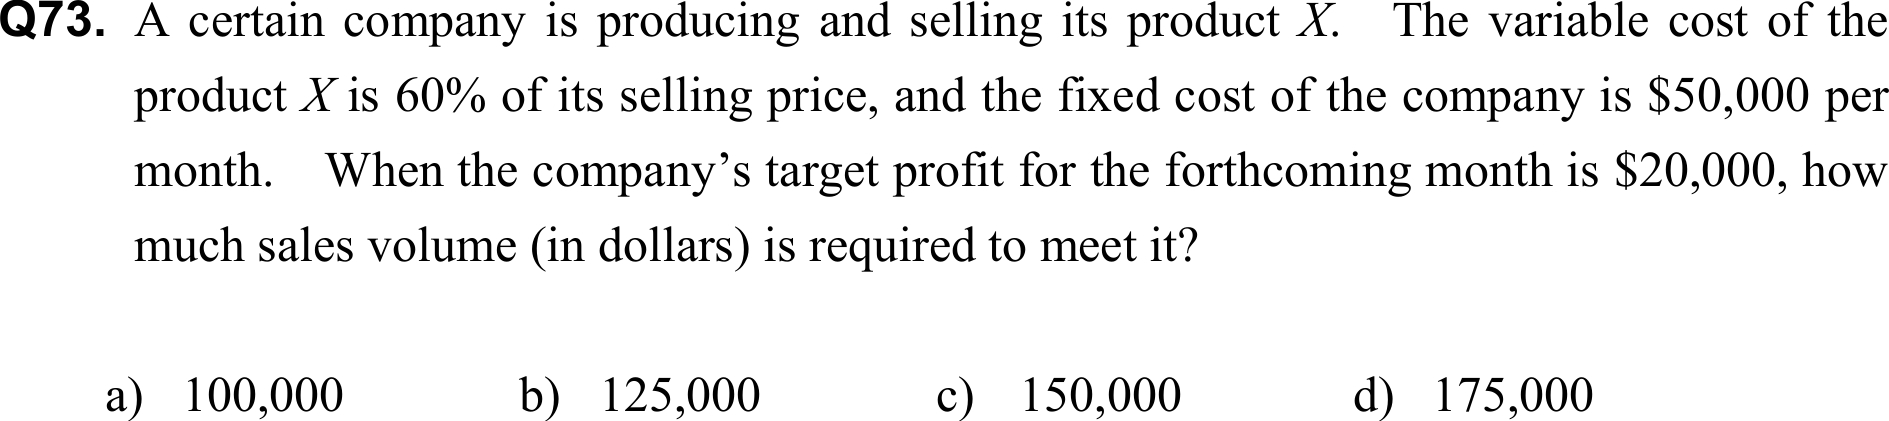 Q73. A certain company is producing and selling its product X. The variable cost of the
product X is 60% of its selling price, and the fixed cost of the company is $50,000 per
month. When the company’s target profit for the forthcoming month is $20,000, how
much sales volume (in dollars) is required to meet it?
a) 100,000 b) 125,000 c) 150,000 d) 175,000